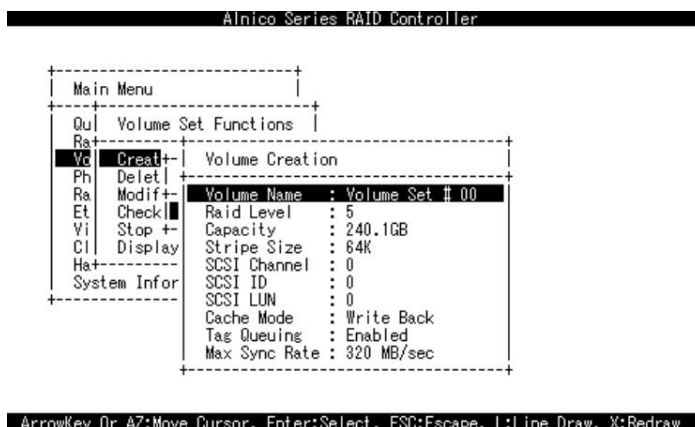 Alnico Series RAID Controller
Main Menu
Qu
Volume Set Functions
Ra
Vo
Creat
Volume Creation
Ph
Delet
Ra
Modif
Volume Name : Volume Set # 00
Et
Check
Raid Level : 5
Vi
Stop
Capacity : 240.1GB
Cl
Display
Stripe Size : 64K
Ha
SCSI Channel : 0
System Infor
SCSI ID : 0
SCSI LUN : 0
Cache Mode : Write Back
Tag Queuing : Enabled
Max Sync Rate : 320 MB/sec
ArrowKey Or AZ:Move Cursor, Enter:Select, ESC:Escape, L:Line Draw, X:Redraw